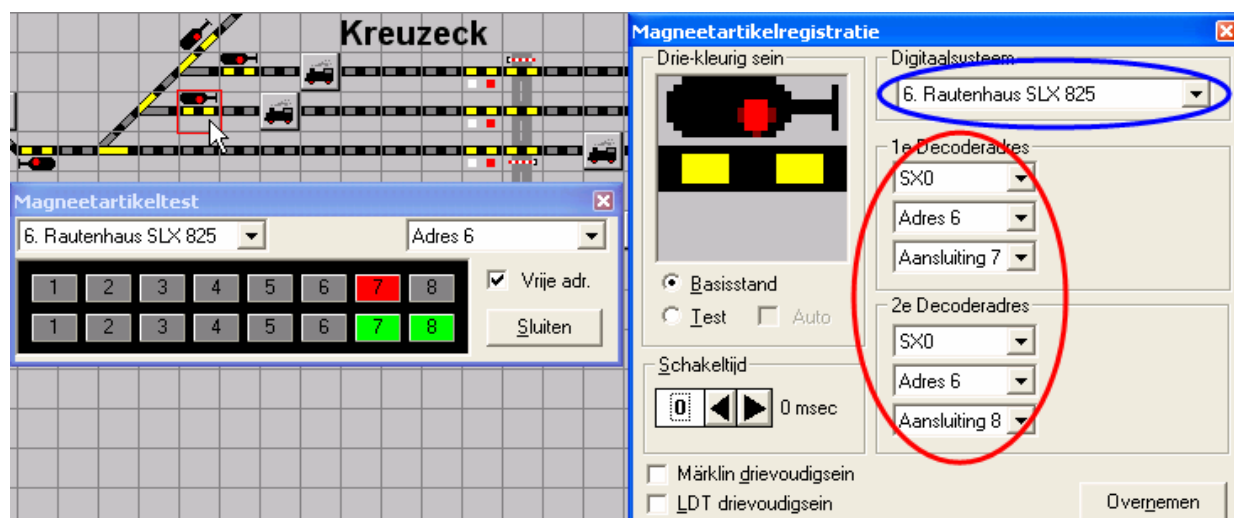 Kreuzeck
Magneetartikeltest
6. Rautenhaus SLX 825
Adres 6
1 2 3 4 5 6 7 8
1 2 3 4 5 6 7 8
Vrije adr.
Sluiten
Magneetartikelregistratie
Drie-kleurig sein
Basisstand
Test
Auto
Schakeltijd
0
0 msec
Märklin drievoudigsein
LDT drievoudigsein
Digitaalsysteem
6. Rautenhaus SLX 825
1e Decoderadres
SX0
Adres 6
Aansluiting 7
2e Decoderadres
SX0
Adres 6
Aansluiting 8
Overnemen